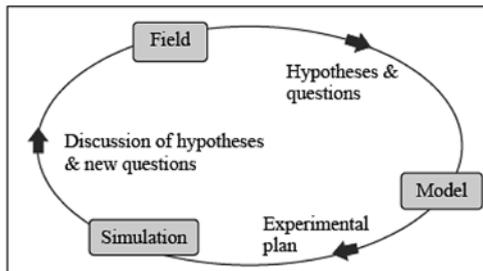 Field
Hypotheses &
questions
Discussion of hypotheses
& new questions
Model
Experimental
plan
Simulation